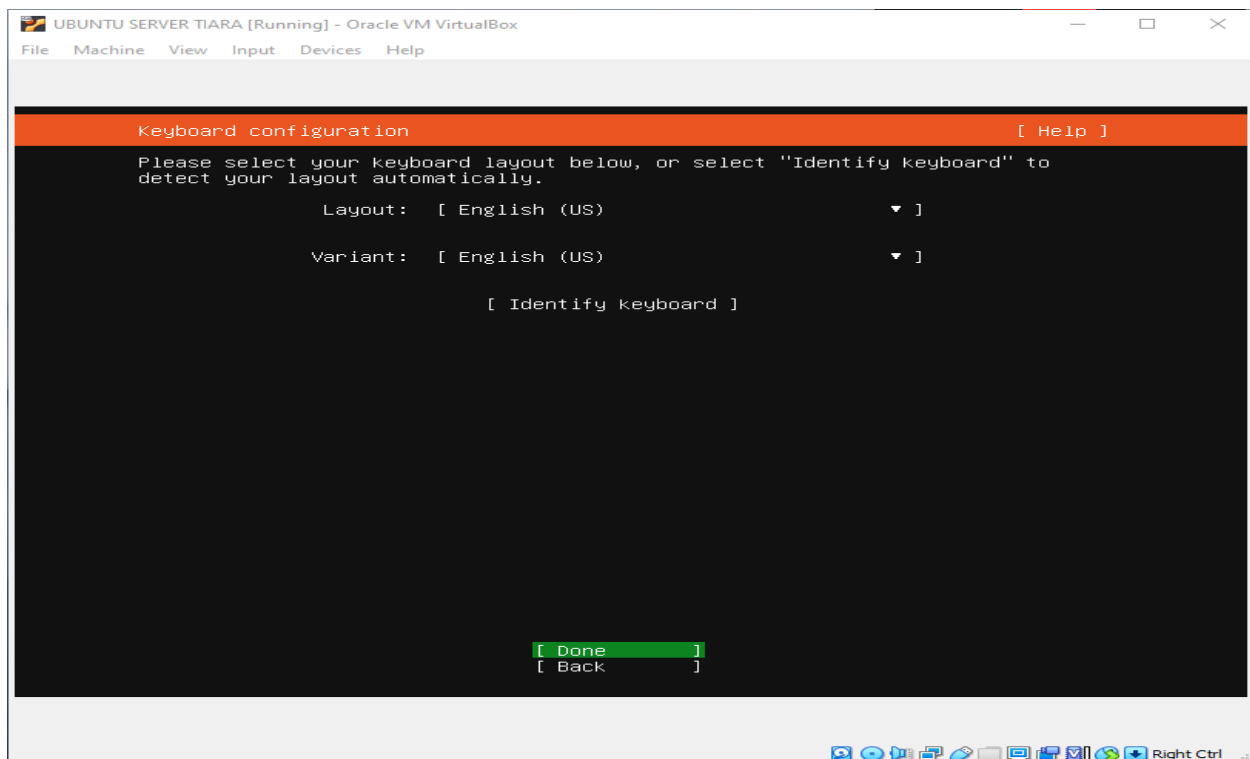 UBUNTU SERVER TIARA [Running] - Oracle VM VirtualBox
File Machine View Input Devices Help
Keyboard configuration [ Help ]
Please select your keyboard layout below, or select "Identify keyboard" to
detect your layout automatically.
Layout: [ English (US) ▾ ]
Variant: [ English (US) ▾ ]
[ Identify keyboard ]
[ Done ]
[ Back ]
Right Ctrl